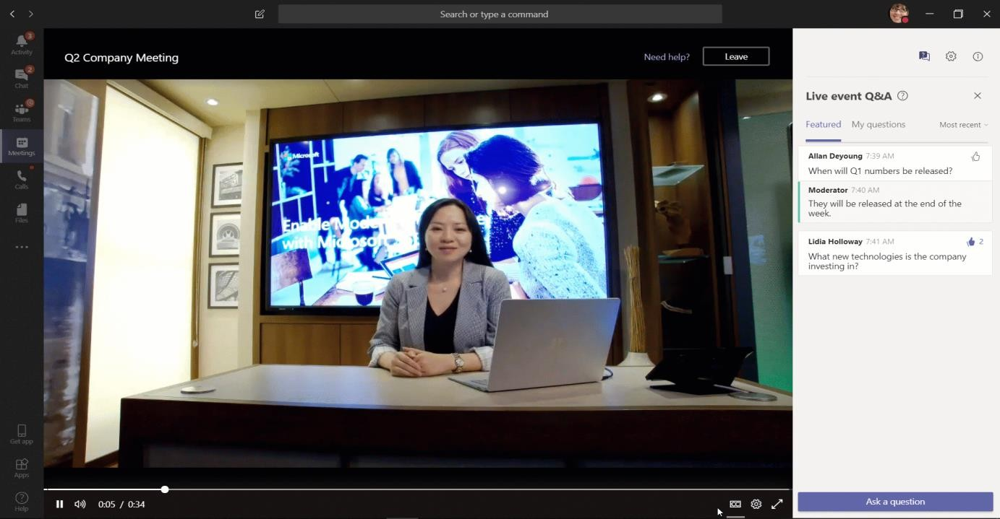 Search or type a command
3
Activity
2
Chat
Teams
Meetings
Calls
Files
Get app
Apps
Help
Q2 Company Meeting
Need help?
Leave
Microsoft
Enable Mode
with Microsoft
0:05 / 0:34
CC
Live event Q&A
Featured
My questions
Most recent
Allan Deyoung 7:39 AM
When will Q1 numbers be released?
Moderator 7:40 AM
They will be released at the end of the
week.
Lidia Holloway 7:41 AM
2
What new technologies is the company
investing in?
Ask a question